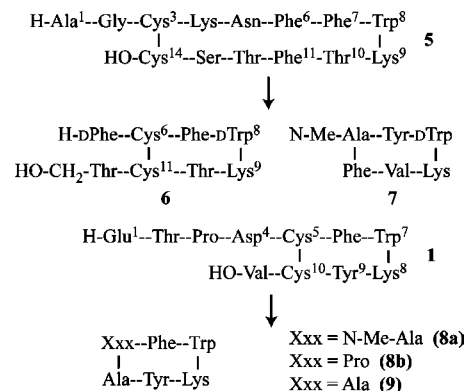 H-Ala¹--Gly--Cys³--Lys--Asn--Phe⁶--Phe⁷--Trp⁸
HO-Cys¹⁴--Ser--Thr--Phe¹¹-Thr¹⁰-Lys⁹
5
H-DPhe--Cys⁶--Phe-DTrp⁸
HO-CH₂-Thr--Cys¹¹--Thr--Lys⁹
6
N-Me-Ala--Tyr-DTrp
Phe--Val--Lys
7
H-Glu¹--Thr--Pro--Asp⁴--Cys⁵--Phe--Trp⁷
HO-Val--Cys¹⁰-Tyr⁹-Lys⁸
1
Xxx--Phe--Trp
Ala--Tyr--Lys
Xxx = N-Me-Ala (8a)
Xxx = Pro (8b)
Xxx = Ala (9)